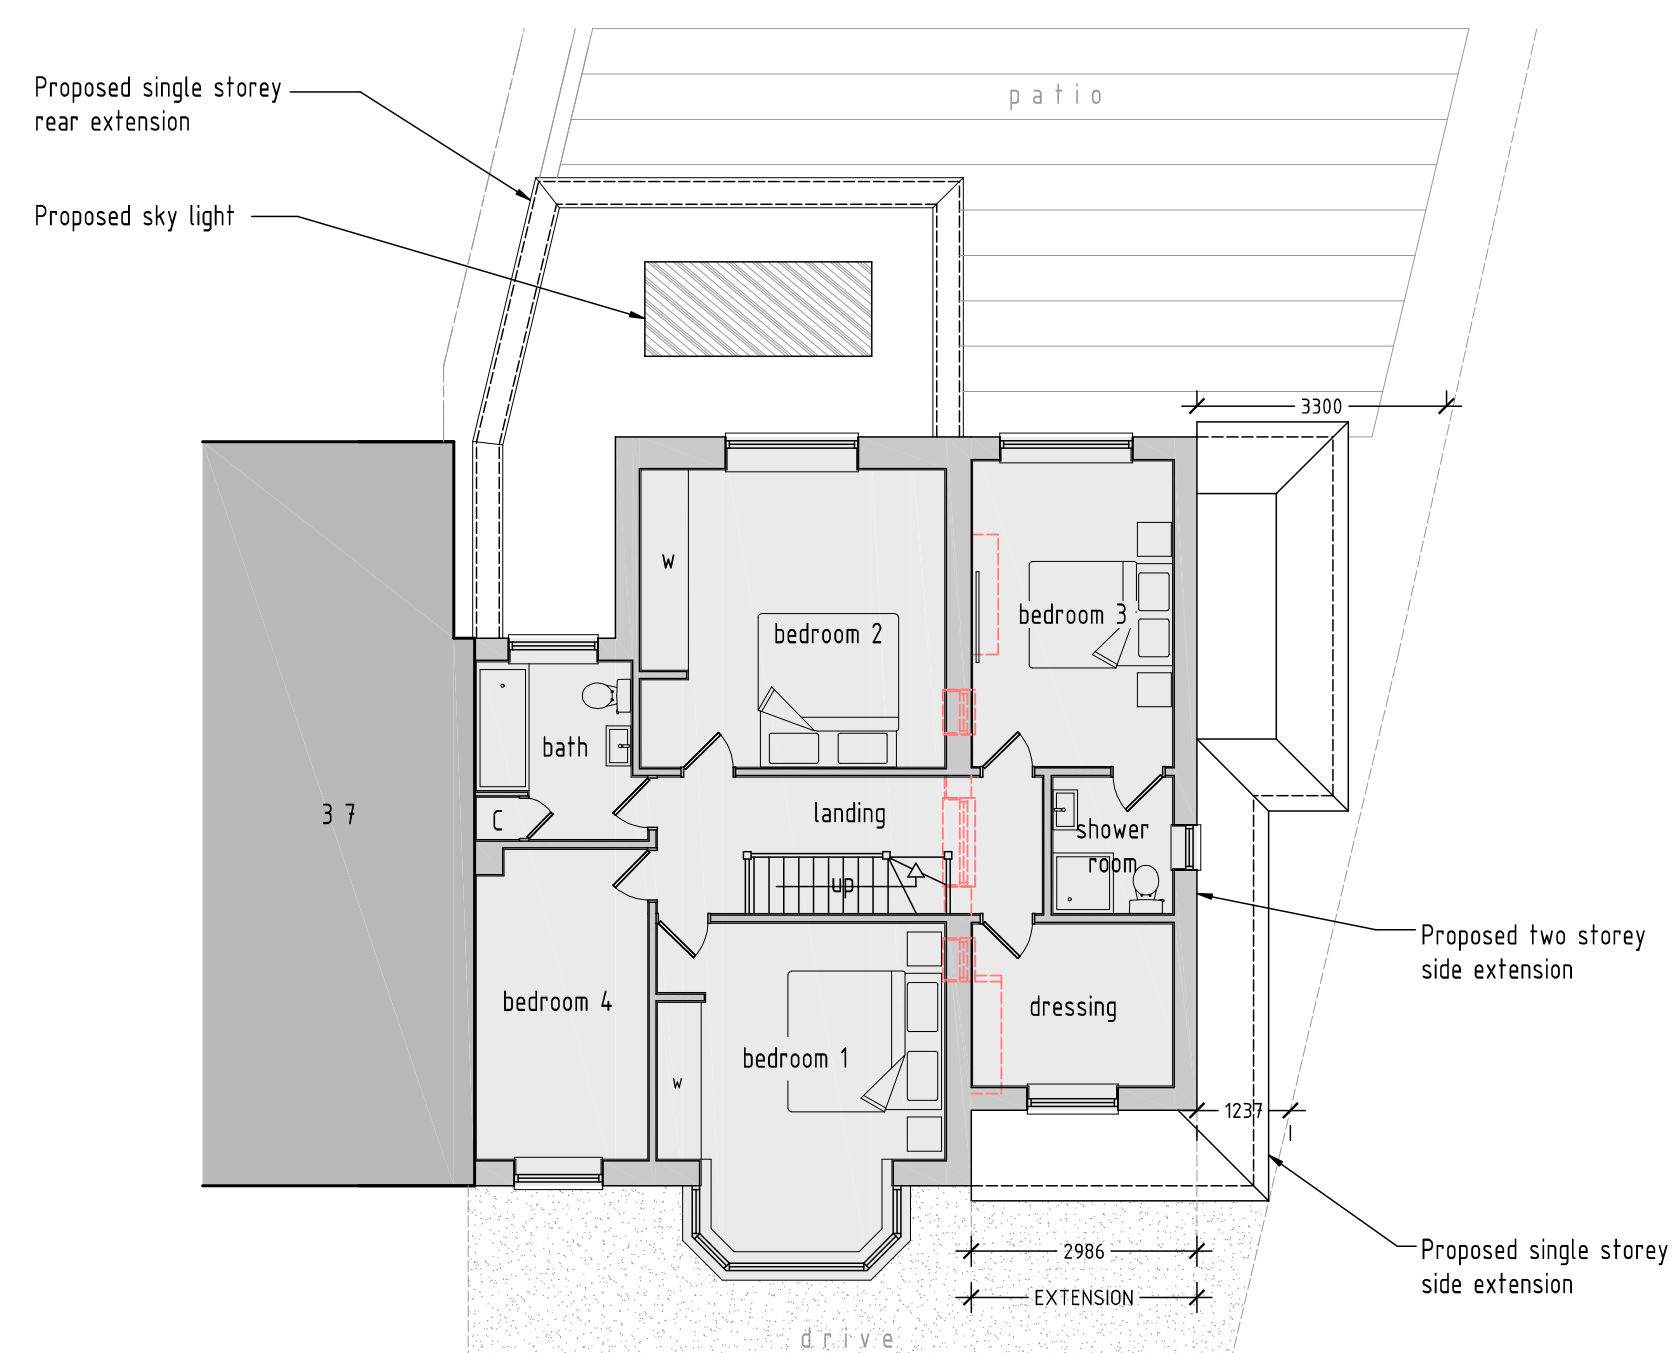 patio
Proposed single storey
rear extension
Proposed sky light
3300
w
bedroom 2
bedroom 3
bath
C
37
landing
shower
room
up
Proposed two storey
side extension
bedroom 4
bedroom 1
w
dressing
1237
2986
EXTENSION
Proposed single storey
side extension
drive